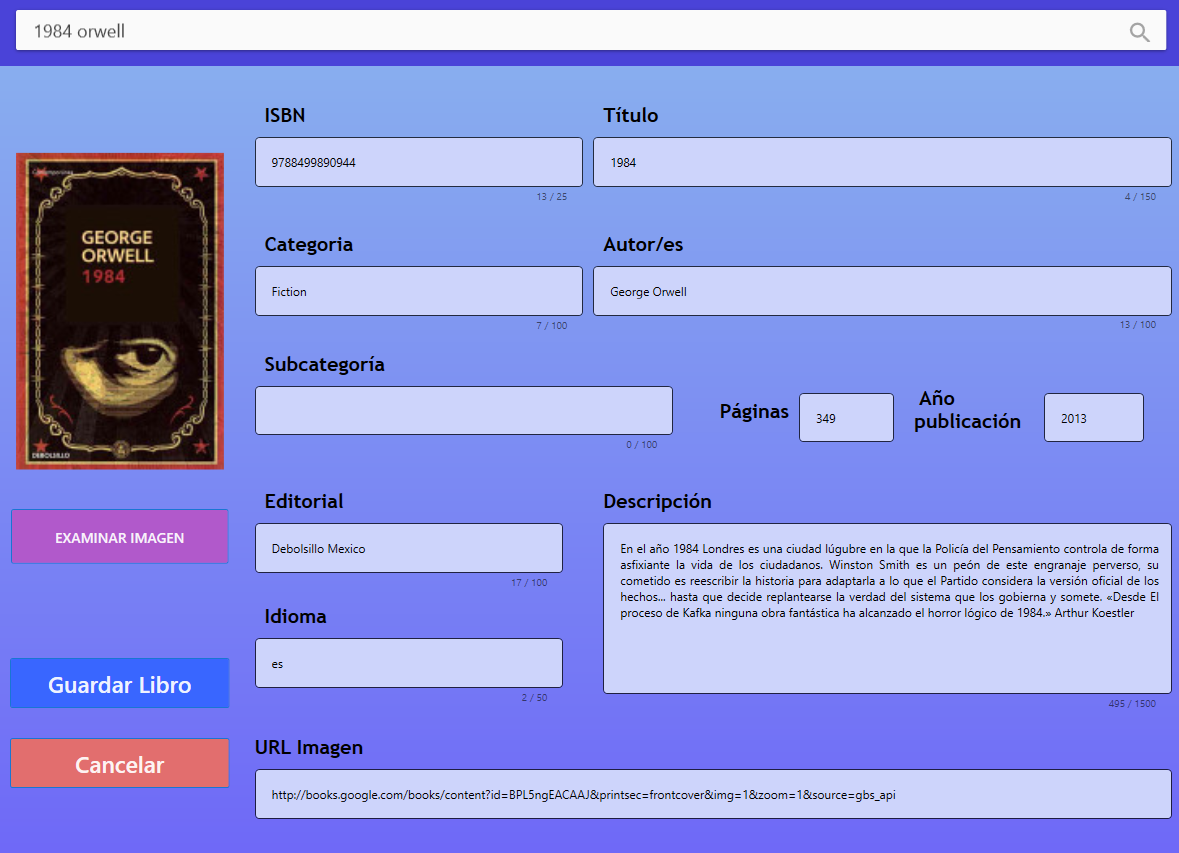 1984 orwell
ISBN
9788499890944
13 / 25
Título
1984
4 / 150
Contemporánea
GEORGE
ORWELL
1984
DEBOLS!LLO
Categoria
Fiction
7 / 100
Autor/es
George Orwell
13 / 100
Subcategoría
0 / 100
Páginas
349
Año
publicación
2013
EXAMINAR IMAGEN
Editorial
Debolsillo Mexico
17 / 100
Descripción
En el año 1984 Londres es una ciudad lúgubre en la que la Policía del Pensamiento controla de forma
asfixiante la vida de los ciudadanos. Winston Smith es un peón de este engranaje perverso, su
cometido es reescribir la historia para adaptarla a lo que el Partido considera la versión oficial de los
hechos... hasta que decide replantearse la verdad del sistema que los gobierna y somete. «Desde El
proceso de Kafka ninguna obra fantástica ha alcanzado el horror lógico de 1984.» Arthur Koestler
495 / 1500
Idioma
es
2 / 50
Guardar Libro
Cancelar
URL Imagen
http://books.google.com/books/content?id=BPL5ngEACAAJ&printsec=frontcover&img=1&zoom=1&source=gbs_api